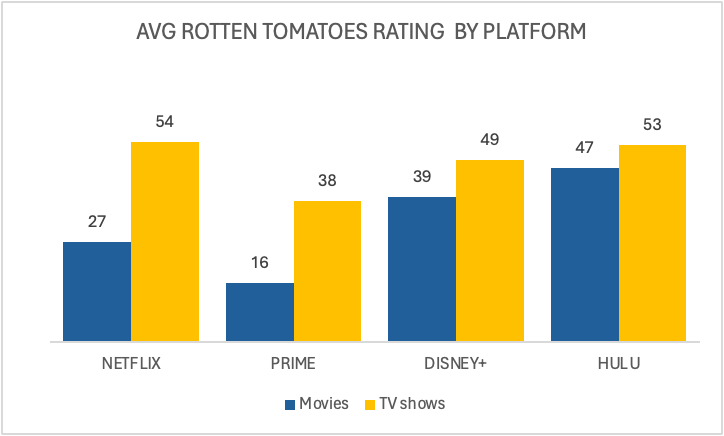 AVG ROTTEN TOMATOES RATING  BY PLATFORM
27 54 16 38 39 49 47 53
NETFLIX PRIME DISNEY+ HULU
Movies TV shows